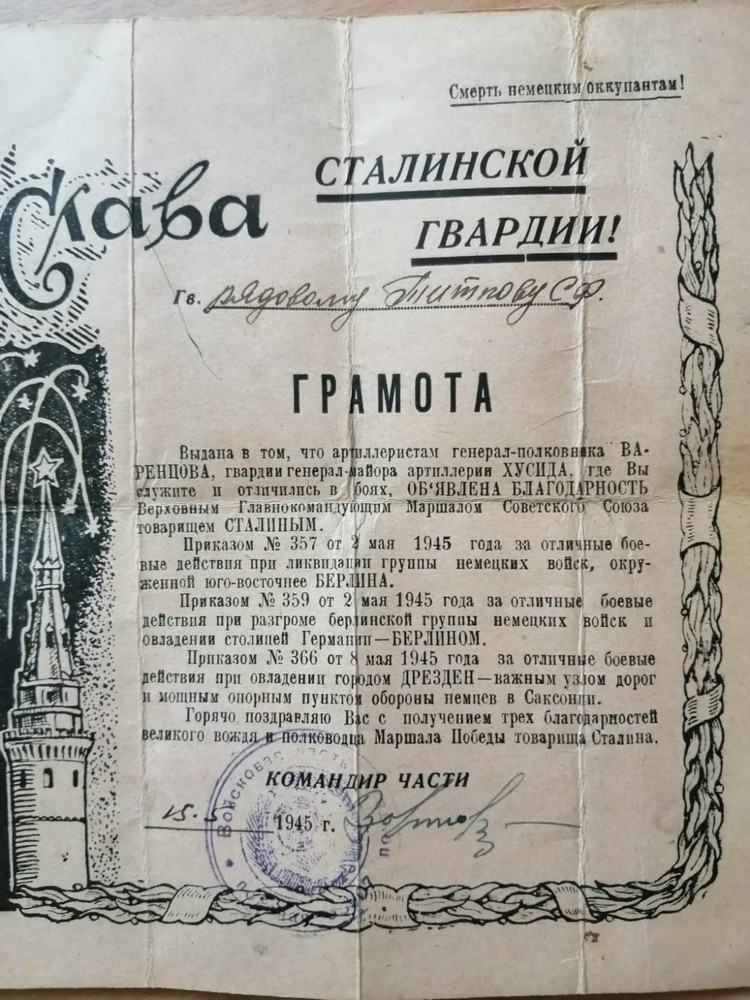 Смерть немецким оккупантам!
Слава
СТАЛИНСКОЙ
ГВАРДИИ!
Гв. рядовому Титкову С.Ф.
ГРАМОТА
Выдана в том, что артиллеристам генерал-полковника ВА-
РЕНЦОВА, гвардии генерал-майора артиллерии ХУСИДА, где Вы
служите и отличились в боях, ОБ‘ЯВЛЕНА БЛАГОДАРНОСТЬ
Верховным Главнокомандующим Маршалом Советского Союза
товарищем СТАЛИНЫМ.
Приказом № 357 от 2 мая 1945 года за отличные бое-
вые действия при ликвидации группы немецких войск, окру-
женной юго-восточнее БЕРЛИНА.
Приказом № 359 от 2 мая 1945 года за отличные боевые
действия при разгроме берлинской группы немецких войск и
овладении столицей Германии—БЕРЛИНОМ.
Приказом № 366 от 8 мая 1945 года за отличные боевые
действия при овладении городом ДРЕЗДЕН—важным узлом дорог
и мощным опорным пунктом обороны немцев в Саксонии.
Горячо поздравляю Вас с получением трех благодарностей
великого вождя и полководца Маршала Победы товарища Сталина.
КОМАНДИР ЧАСТИ
15.5 1945 г.
Войсковая часть